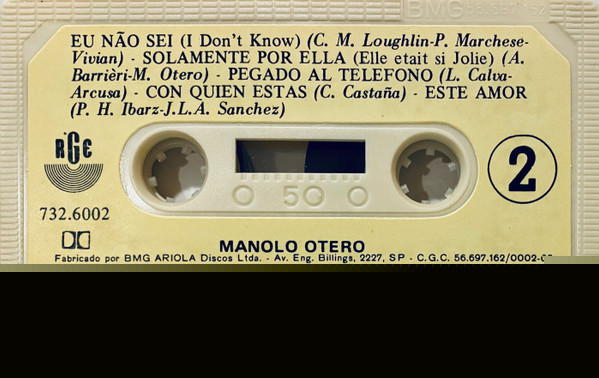 BMG
EU NÃO SEI (I Don't Know) (C. M. Loughlin-P. Marchese-
Vivian) - SOLAMENTE POR ELLA (Elle etait si Jolie) (A.
Barrièri-M. Otero) - PEGADO AL TELEFONO (L. Calva-
Arcusa) - CON QUIEN ESTAS (C. Castaña) - ESTE AMOR
(P. H. Ibarz-J.L.A. Sanchez)
RGE
2
50
732.6002
MANOLO OTERO
Fabricado por BMG ARIOLA Discos Ltda. - Av. Eng. Billings, 2227, SP - C.G.C. 56.697.162/0002-